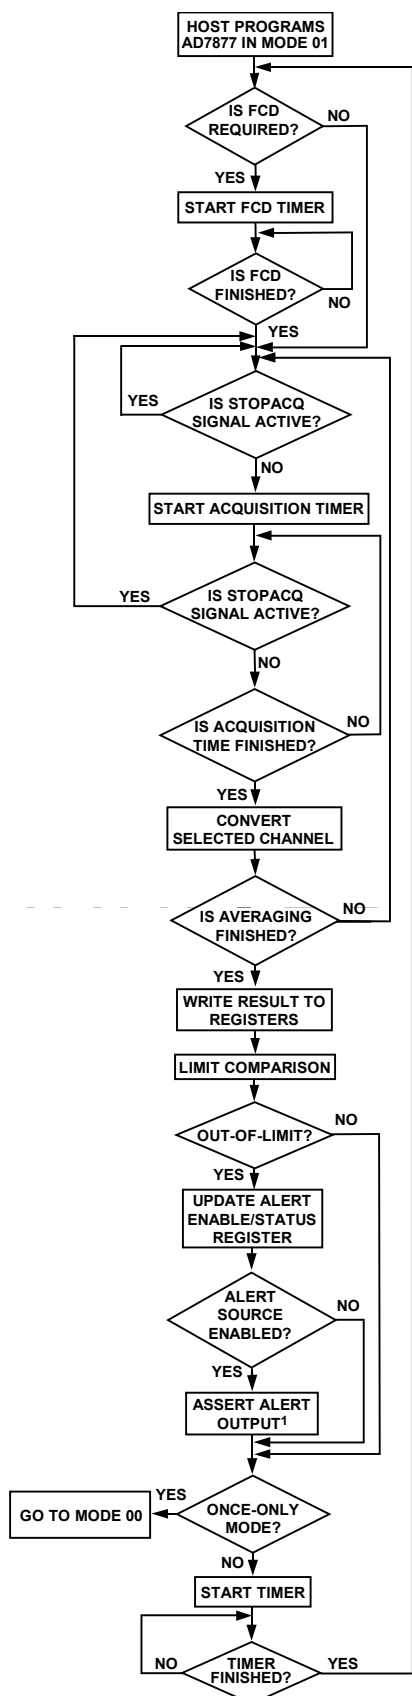 HOST PROGRAMS
AD7877 IN MODE 01
IS FCD
REQUIRED?
NO
YES
START FCD TIMER
IS FCD
FINISHED?
NO
YES
IS STOPACQ
SIGNAL ACTIVE?
YES
NO
START ACQUISITION TIMER
IS STOPACQ
SIGNAL ACTIVE?
YES
NO
IS ACQUISITION
TIME FINISHED?
NO
YES
CONVERT
SELECTED CHANNEL
IS AVERAGING
FINISHED?
NO
YES
WRITE RESULT TO
REGISTERS
LIMIT COMPARISON
OUT-OF-LIMIT?
NO
YES
UPDATE ALERT
ENABLE/STATUS
REGISTER
ALERT
SOURCE
ENABLED?
NO
YES
ASSERT ALERT
OUTPUT¹
ONCE-ONLY
MODE?
YES
GO TO MODE 00
NO
START TIMER
TIMER
FINISHED?
NO
YES